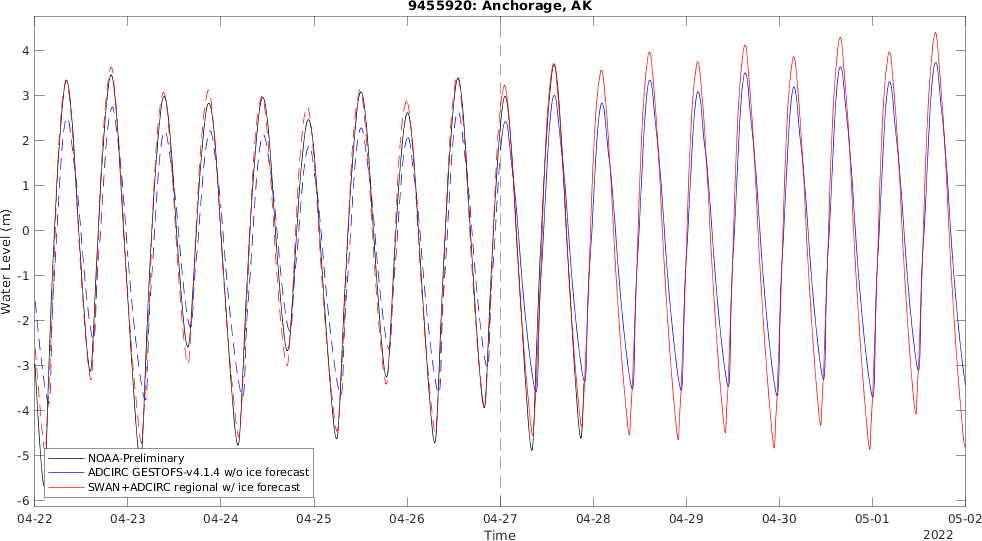 9455920: Anchorage, AK
Water Level (m)
4
3
2
1
0
-1
-2
-3
-4
-5
-6
NOAA-Preliminary
ADCIRC GESTOFS-v4.1.4 w/o ice forecast
SWAN+ADCIRC regional w/ ice forecast
04-22 04-23 04-24 04-25 04-26 04-27 04-28 04-29 04-30 05-01 05-02
Time
2022